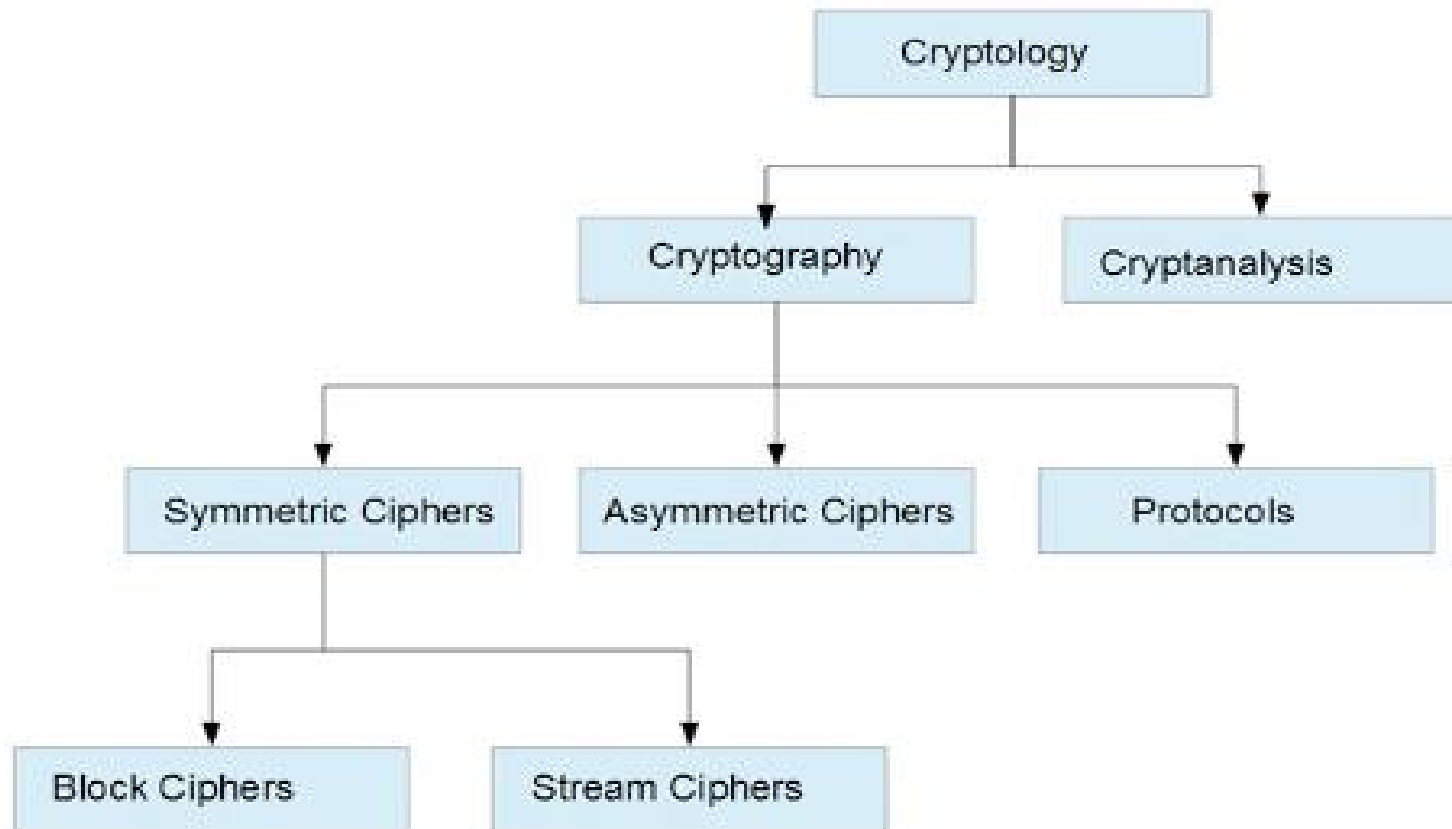 Cryptology
Cryptography
Cryptanalysis
Symmetric Ciphers
Asymmetric Ciphers
Protocols
Block Ciphers
Stream Ciphers